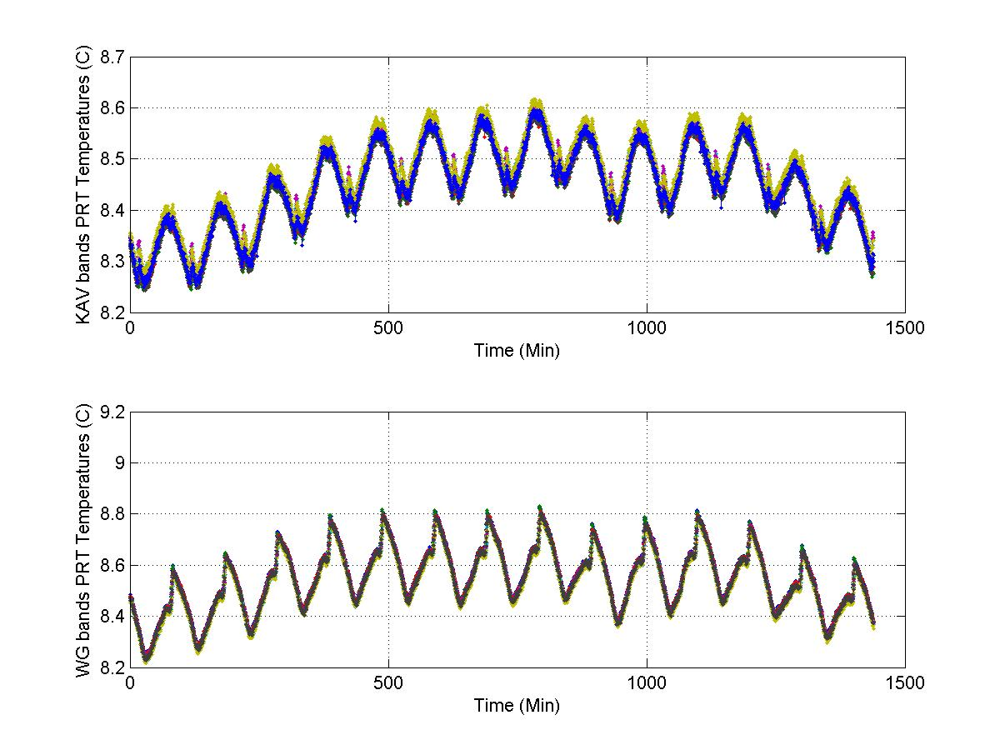 KAV bands PRT Temperatures (C)
8.7
8.6
8.5
8.4
8.3
8.2
0 500 1000 1500
Time (Min)
WG bands PRT Temperatures (C)
9.2
9
8.8
8.6
8.4
8.2
0 500 1000 1500
Time (Min)